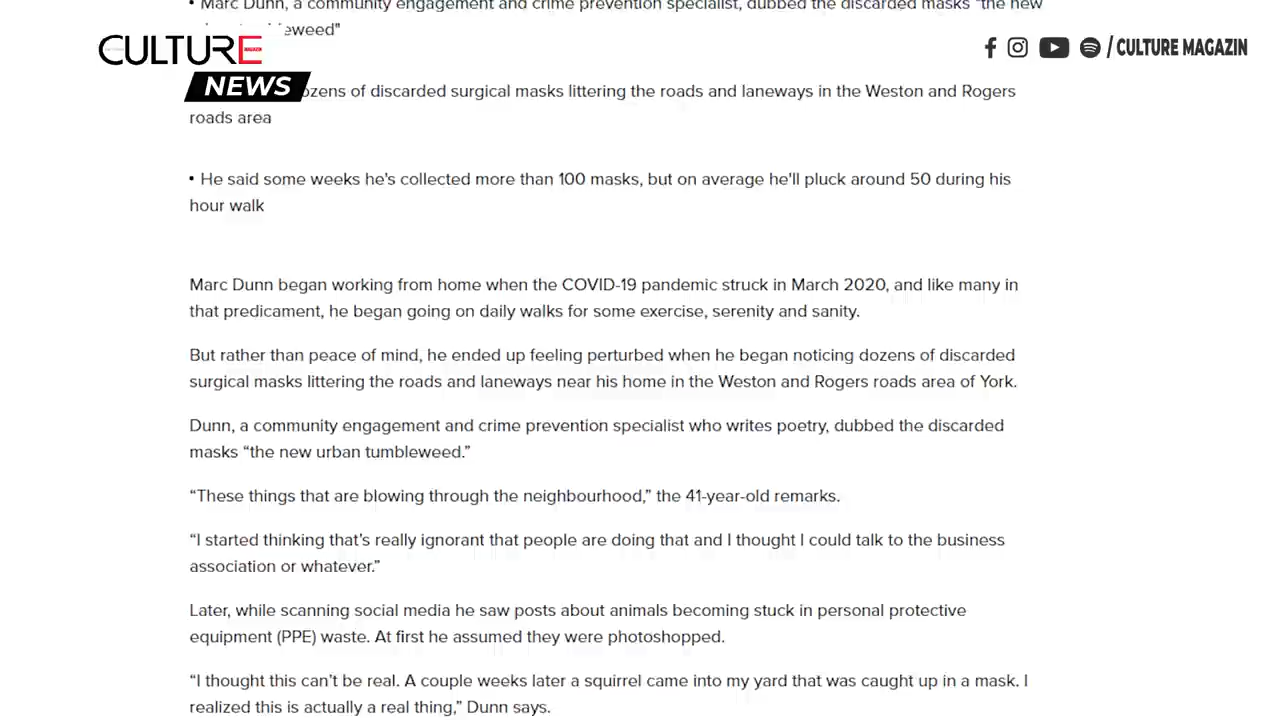 • Marc Dunn, a community engagement and crime prevention specialist, dubbed the discarded masks "the new
CULTURE
NEWS
/ CULTURE MAGAZIN
of discarded surgical masks littering the roads and laneways in the Weston and Rogers
roads area
• He said some weeks he's collected more than 100 masks, but on average he'll pluck around 50 during his
hour walk
Marc Dunn began working from home when the COVID-19 pandemic struck in March 2020, and like many in
that predicament, he began going on daily walks for some exercise, serenity and sanity.
But rather than peace of mind, he ended up feeling perturbed when he began noticing dozens of discarded
surgical masks littering the roads and laneways near his home in the Weston and Rogers roads area of York.
Dunn, a community engagement and crime prevention specialist who writes poetry, dubbed the discarded
masks “the new urban tumbleweed.”
“These things that are blowing through the neighbourhood,” the 41-year-old remarks.
“I started thinking that’s really ignorant that people are doing that and I thought I could talk to the business
association or whatever.”
Later, while scanning social media he saw posts about animals becoming stuck in personal protective
equipment (PPE) waste. At first he assumed they were photoshopped.
“I thought this can’t be real. A couple weeks later a squirrel came into my yard that was caught up in a mask. I
realized this is actually a real thing,” Dunn says.